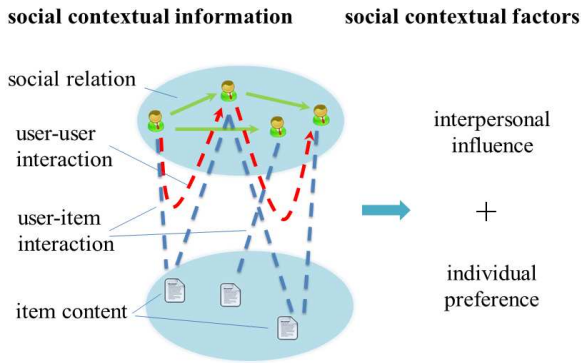 social contextual information
social contextual factors
social relation
user-user
interaction
user-item
interaction
item content
interpersonal
influence
+
individual
preference